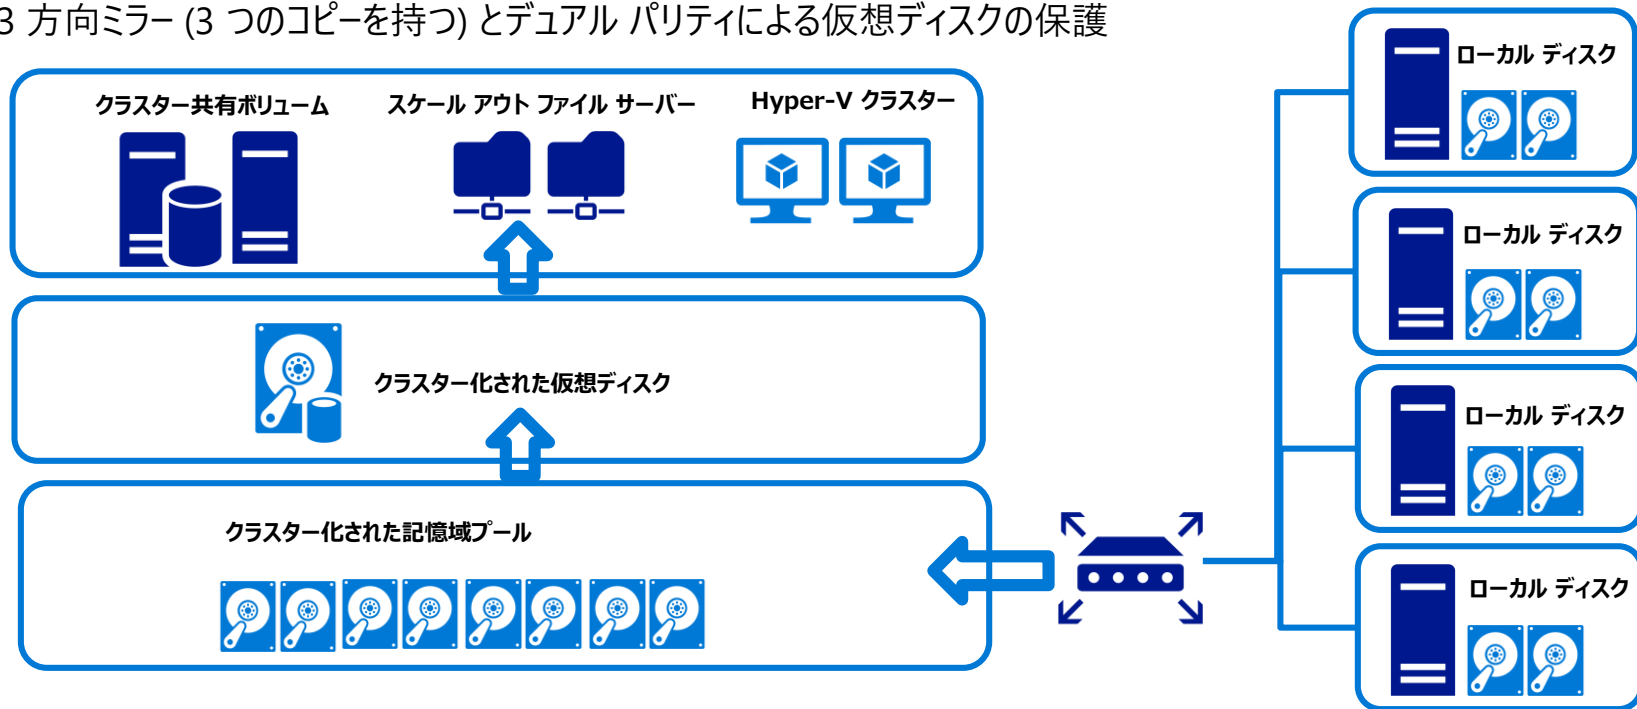 3 方向ミラー (3 つのコピーを持つ) とデュアル パリティによる仮想ディスクの保護
クラスター共有ボリューム
スケール アウト ファイル サーバー
Hyper-V クラスター
クラスター化された仮想ディスク
クラスター化された記憶域プール
ローカル ディスク
ローカル ディスク
ローカル ディスク
ローカル ディスク